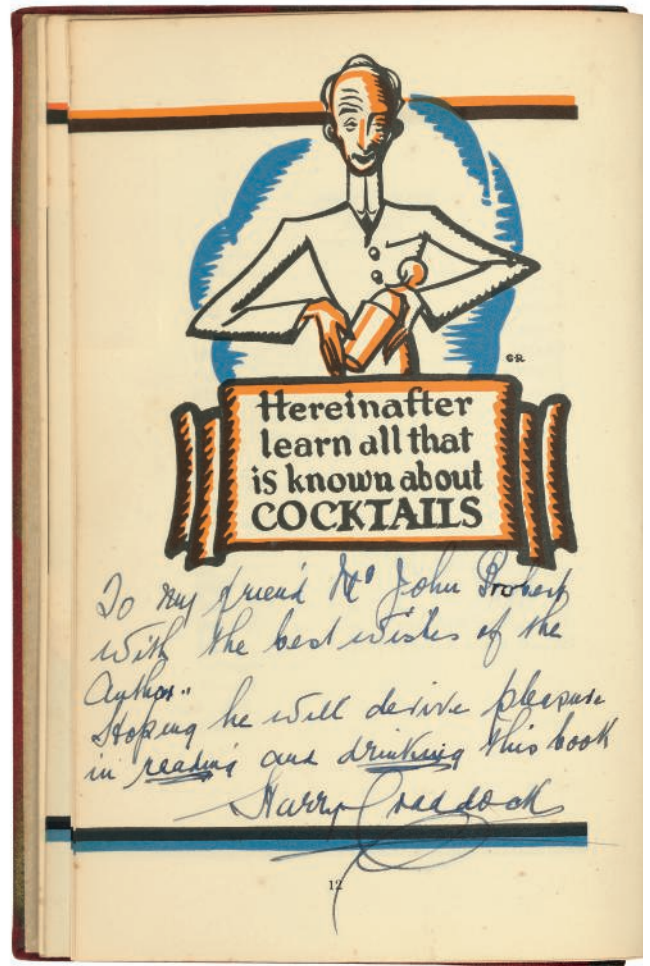 G·R.
Hereinafter
learn all that
is known about
COCKTAILS
To my friend Mr John Probert
with the best wishes of the
Author..
Hoping he will derive pleasure
in reading and drinking this book
Harry Craddock
12